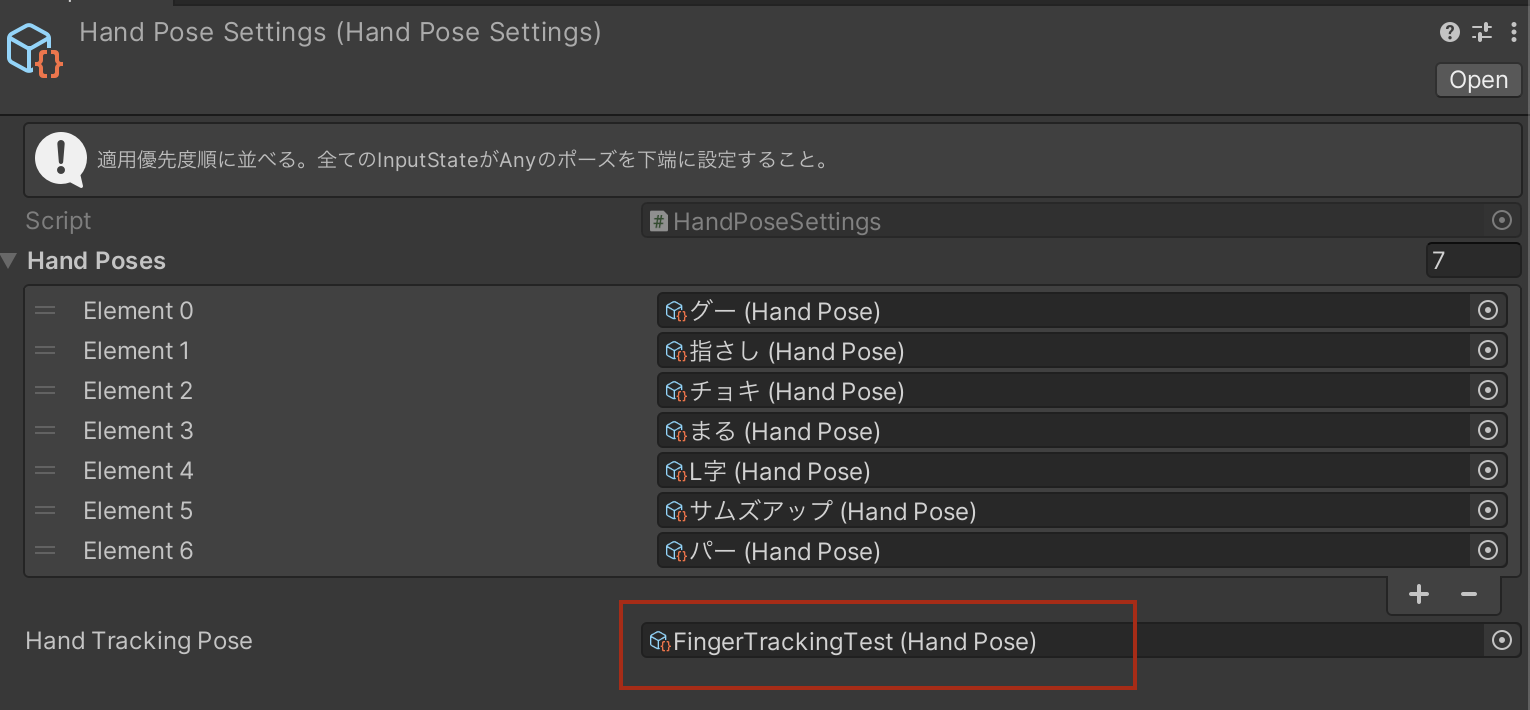 Hand Pose Settings (Hand Pose Settings)
Open
適用優先度順に並べる。全てのInputStateがAnyのポーズを下端に設定すること。
Script # HandPoseSettings
Hand Poses 7
Element 0 グー (Hand Pose)
Element 1 指さし (Hand Pose)
Element 2 チョキ (Hand Pose)
Element 3 まる (Hand Pose)
Element 4 L字 (Hand Pose)
Element 5 サムズアップ (Hand Pose)
Element 6 パー (Hand Pose)
+ −
Hand Tracking Pose FingerTrackingTest (Hand Pose)